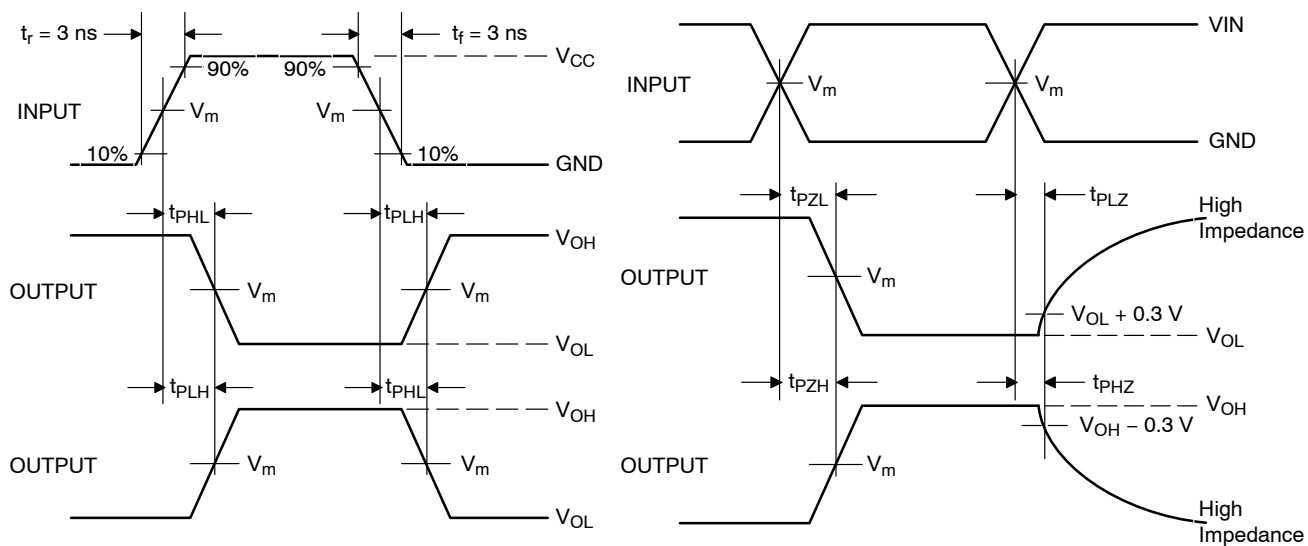 t_r = 3 ns
t_f = 3 ns
V_CC
90%
90%
INPUT
V_m
V_m
10%
10%
GND
t_PHL
t_PLH
V_OH
OUTPUT
V_m
V_m
V_OL
t_PLH
t_PHL
V_OH
OUTPUT
V_m
V_m
V_OL
VIN
INPUT
V_m
V_m
GND
t_PZL
t_PLZ
High
Impedance
OUTPUT
V_m
V_OL + 0.3 V
V_OL
t_PZH
t_PHZ
V_OH
V_OH – 0.3 V
OUTPUT
V_m
High
Impedance